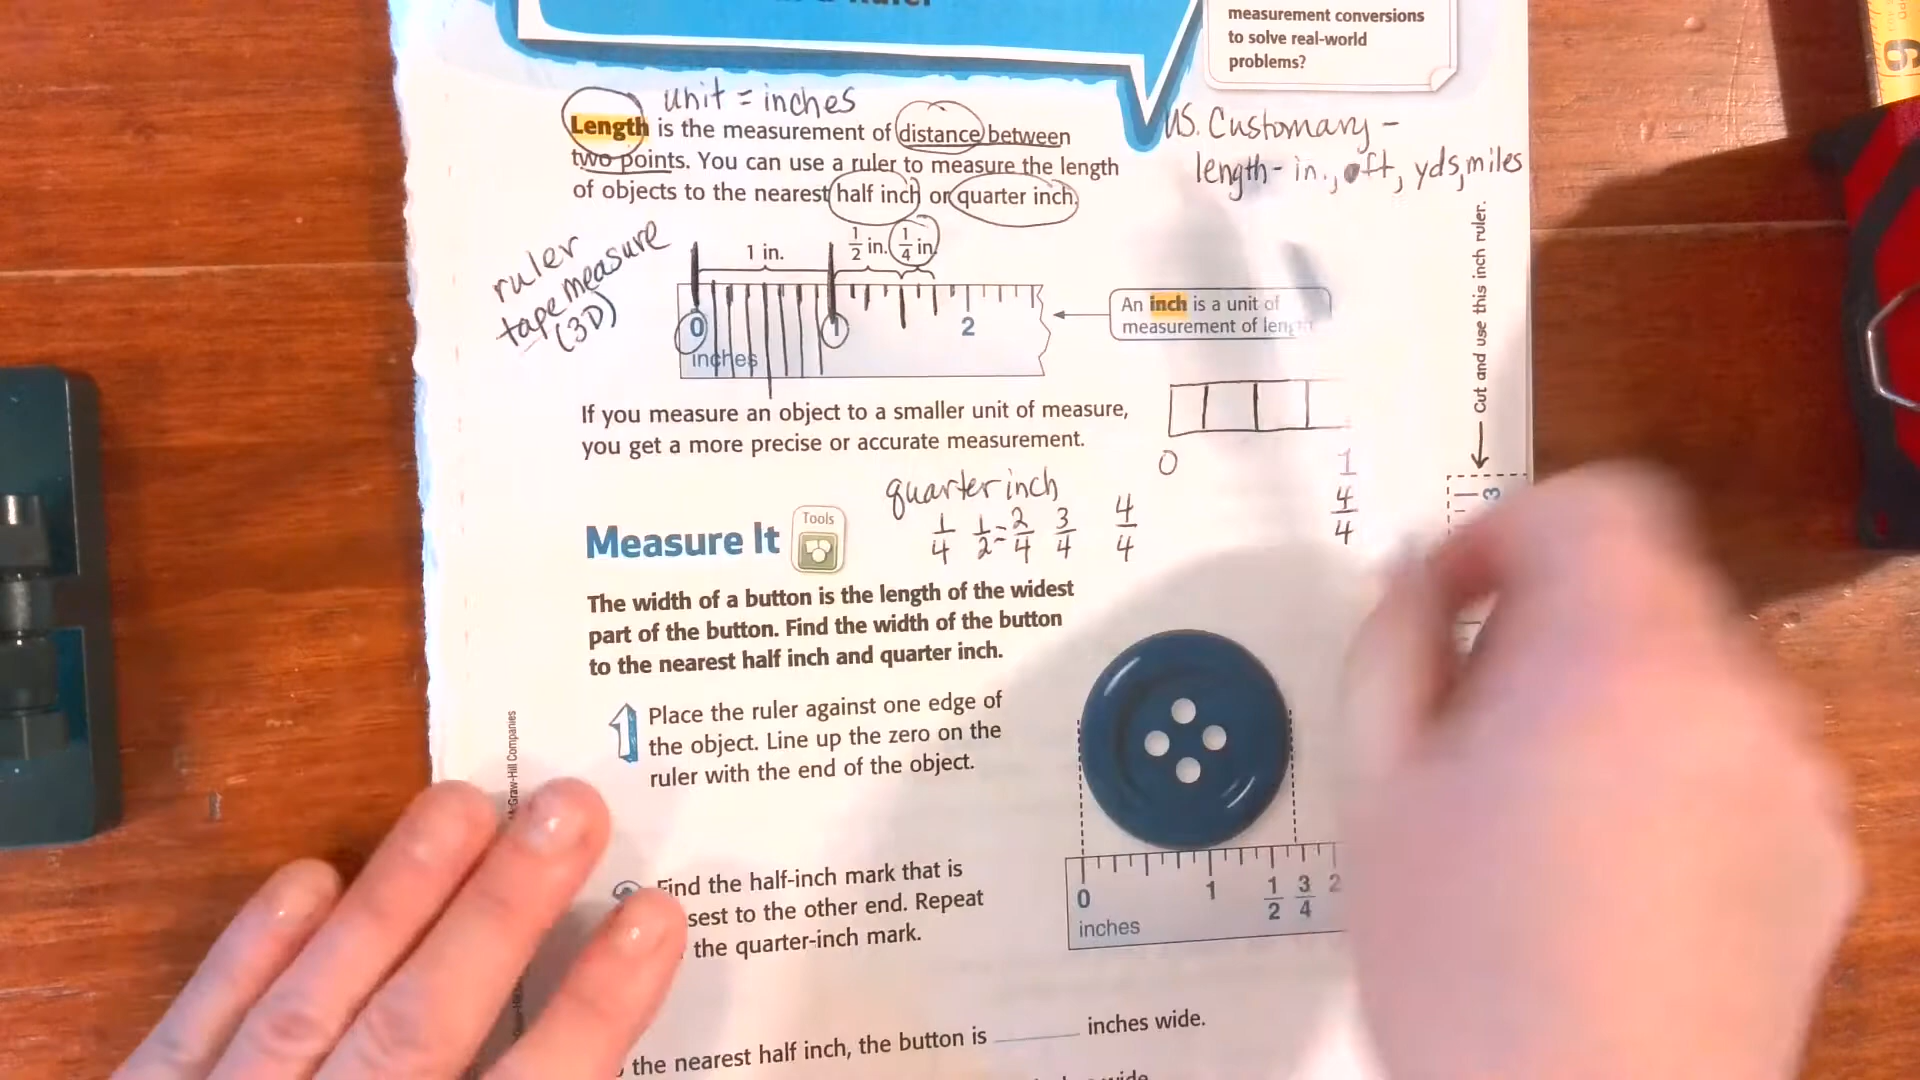 measurement conversions
to solve real-world
problems?
unit = inches
Length is the measurement of distance between
two points. You can use a ruler to measure the length
of objects to the nearest half inch or quarter inch.
U.S. Customary -
length - in., ft, yds, miles
ruler
tape measure
(3D)
1 in.
1/2 in.
1/4 in.
0
1
2
inches
An inch is a unit of
measurement of length
Cut and use this inch ruler.
3
If you measure an object to a smaller unit of measure,
you get a more precise or accurate measurement.
0
1
4/4
quarter inch
1/4 1/2 = 2/4 3/4 4/4
Measure It
Tools
The width of a button is the length of the widest
part of the button. Find the width of the button
to the nearest half inch and quarter inch.
1 Place the ruler against one edge of
the object. Line up the zero on the
ruler with the end of the object.
Find the half-inch mark that is
sest to the other end. Repeat
the quarter-inch mark.
0 1 1/2 3/4 2
inches
the nearest half inch, the button is ______ inches wide.
wide
McGraw-Hill Companies
9